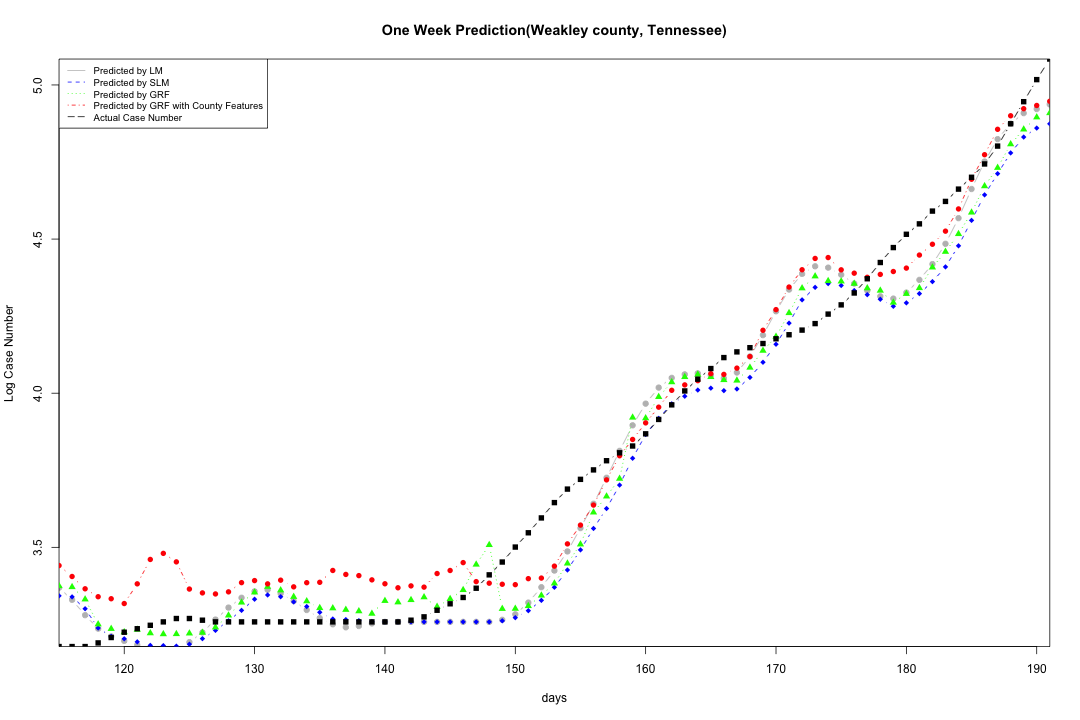 One Week Prediction(Weakley county, Tennessee)
Predicted by LM
Predicted by SLM
Predicted by GRF
Predicted by GRF with County Features
Actual Case Number
5.0
4.5
4.0
3.5
Log Case Number
120 130 140 150 160 170 180 190
days